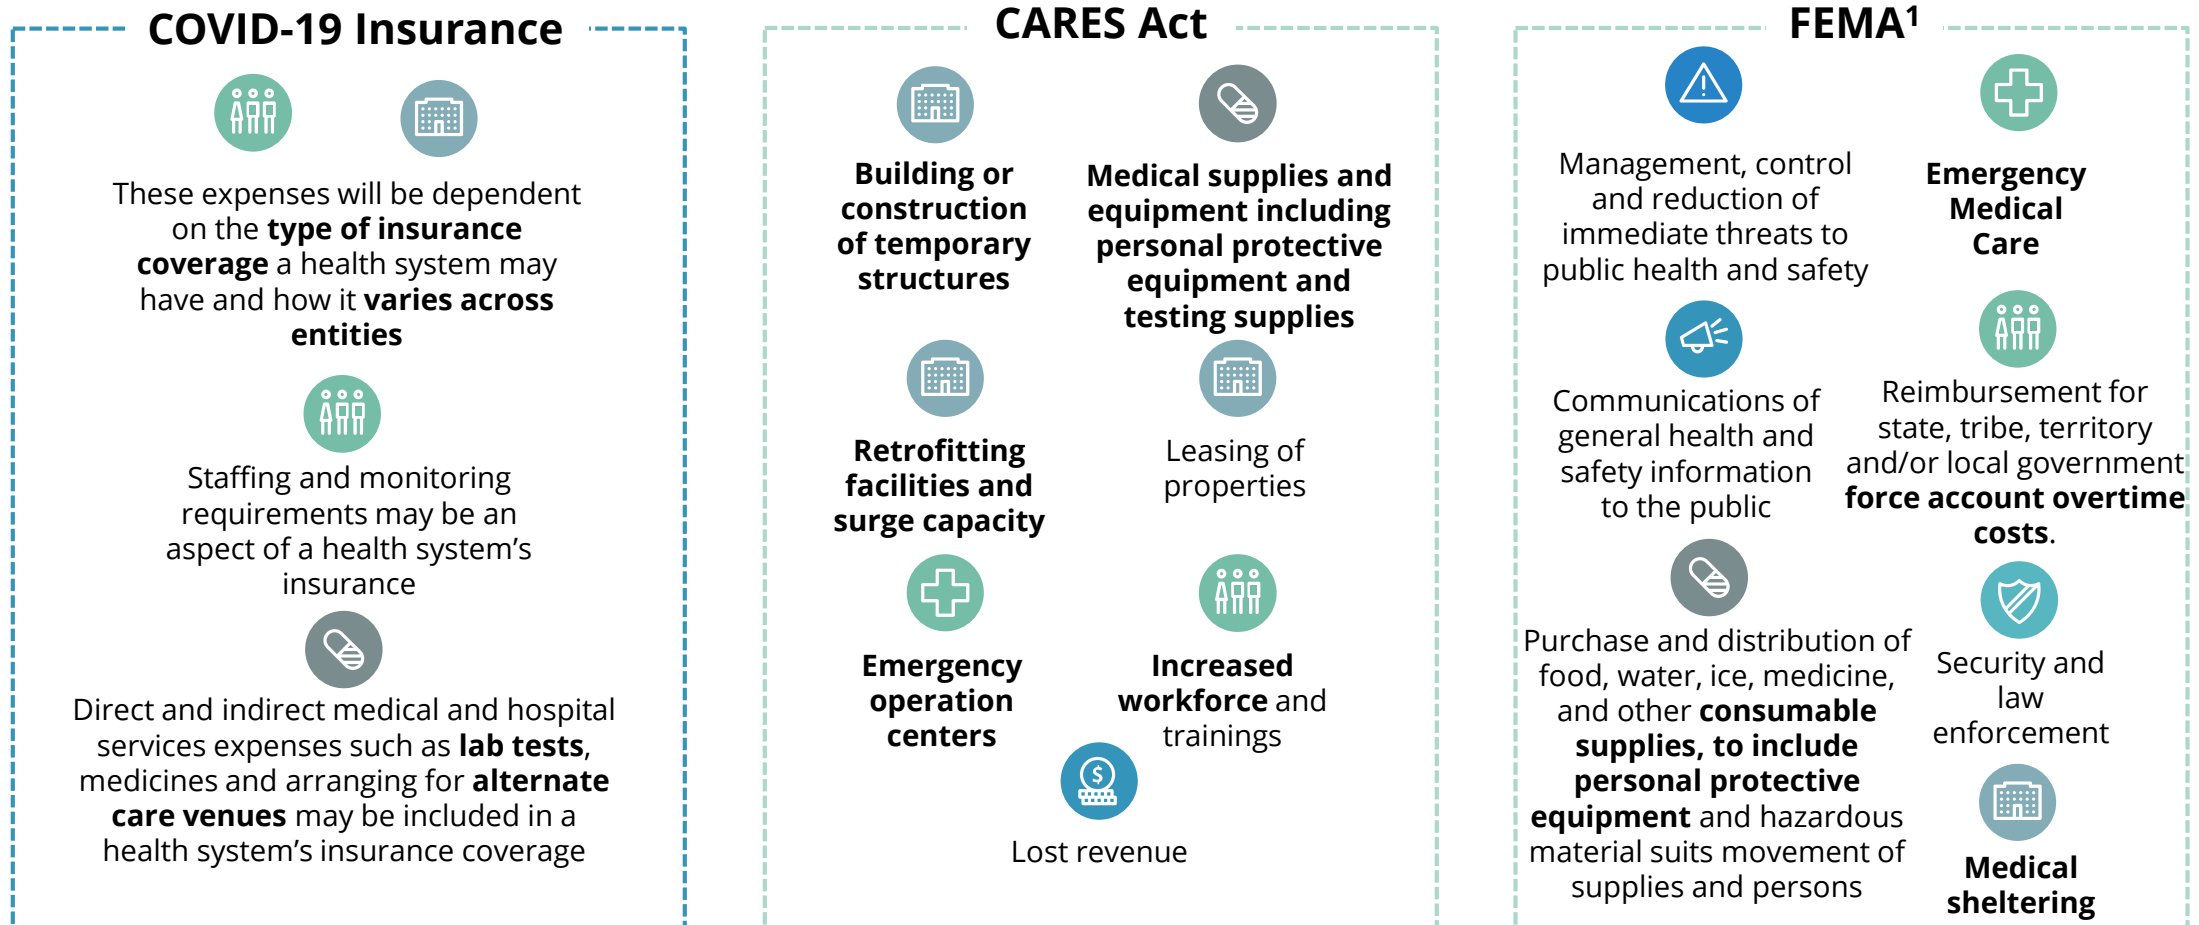 COVID-19 Insurance
These expenses will be dependent
on the type of insurance
coverage a health system may
have and how it varies across
entities
Staffing and monitoring
requirements may be an
aspect of a health system’s
insurance
Direct and indirect medical and hospital
services expenses such as lab tests,
medicines and arranging for alternate
care venues may be included in a
health system’s insurance coverage
CARES Act
Building or
construction
of temporary
structures
Medical supplies and
equipment including
personal protective
equipment and
testing supplies
Retrofitting
facilities and
surge capacity
Leasing of
properties
Emergency
operation
centers
Increased
workforce and
trainings
$
Lost revenue
FEMA¹
Management, control
and reduction of
immediate threats to
public health and safety
Emergency
Medical
Care
Communications of
general health and
safety information
to the public
Reimbursement for
state, tribe, territory
and/or local government
force account overtime
costs.
Purchase and distribution of
food, water, ice, medicine,
and other consumable
supplies, to include
personal protective
equipment and hazardous
material suits movement of
supplies and persons
Security and
law
enforcement
Medical
sheltering